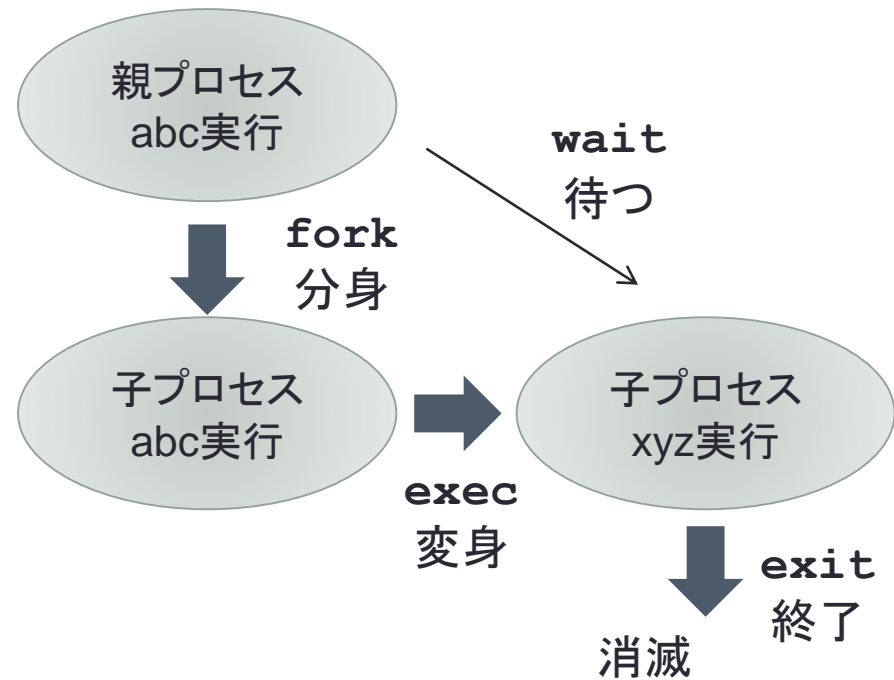 親プロセス
abc実行
wait
待つ
fork
分身
子プロセス
abc実行
子プロセス
xyz実行
exec
変身
exit
終了
消滅